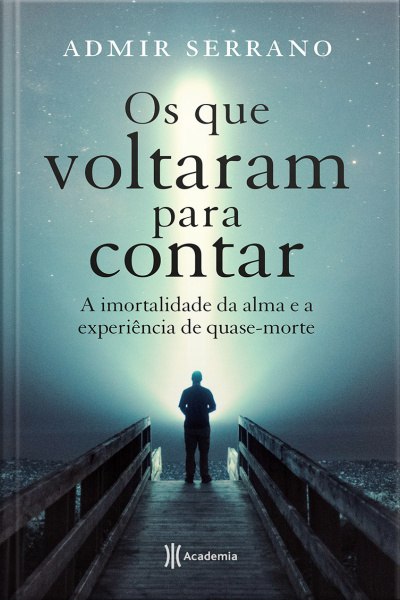 ADMIR SERRANO
Os que
voltaram
para
contar
A imortalidade da alma e a
experiência de quase-morte
Academia